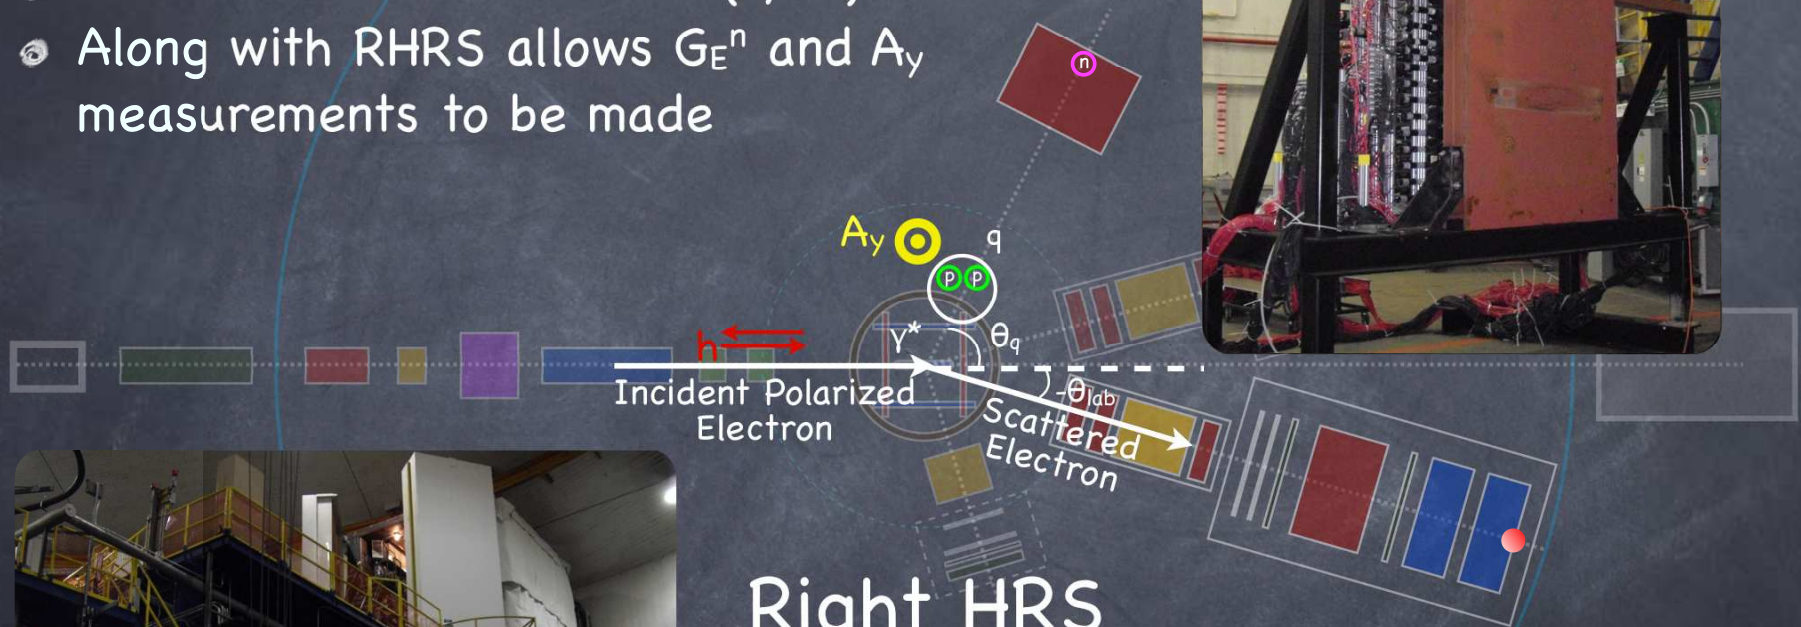 Along with RHRS allows GEⁿ and Ay
measurements to be made
n
Ay
q
p p
h
γ*
θq
Incident Polarized
Electron
-θlab
Scattered
Electron
Right HRS